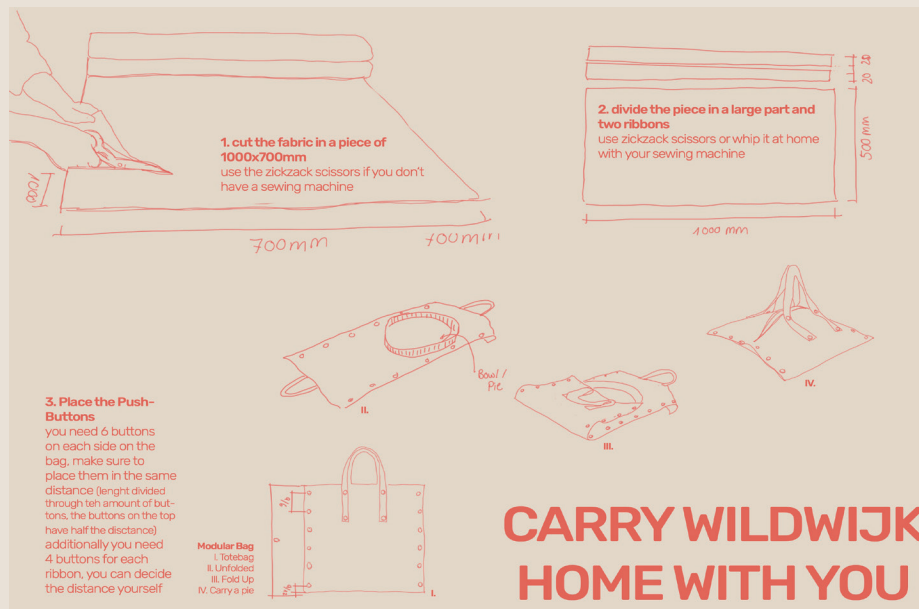 1. cut the fabric in a piece of
1000x700mm
use the zickzack scissors if you don't
have a sewing machine
1000
700mm
700mm
2. divide the piece in a large part and
two ribbons
use zickzack scissors or whip it at home
with your sewing machine
20
20
500 mm
1000 mm
Bowl /
Pie
II.
III.
IV.
3. Place the Push-
Buttons
you need 6 buttons
on each side on the
bag, make sure to
place them in the same
distance (lenght divided
through teh amount of but-
tons, the buttons on the top
have half the disctance)
additionally you need
4 buttons for each
ribbon, you can decide
the distance yourself
Modular Bag
I. Totebag
II. Unfolded
III. Fold Up
IV. Carry a pie
I.
CARRY WILDWIJK
HOME WITH YOU